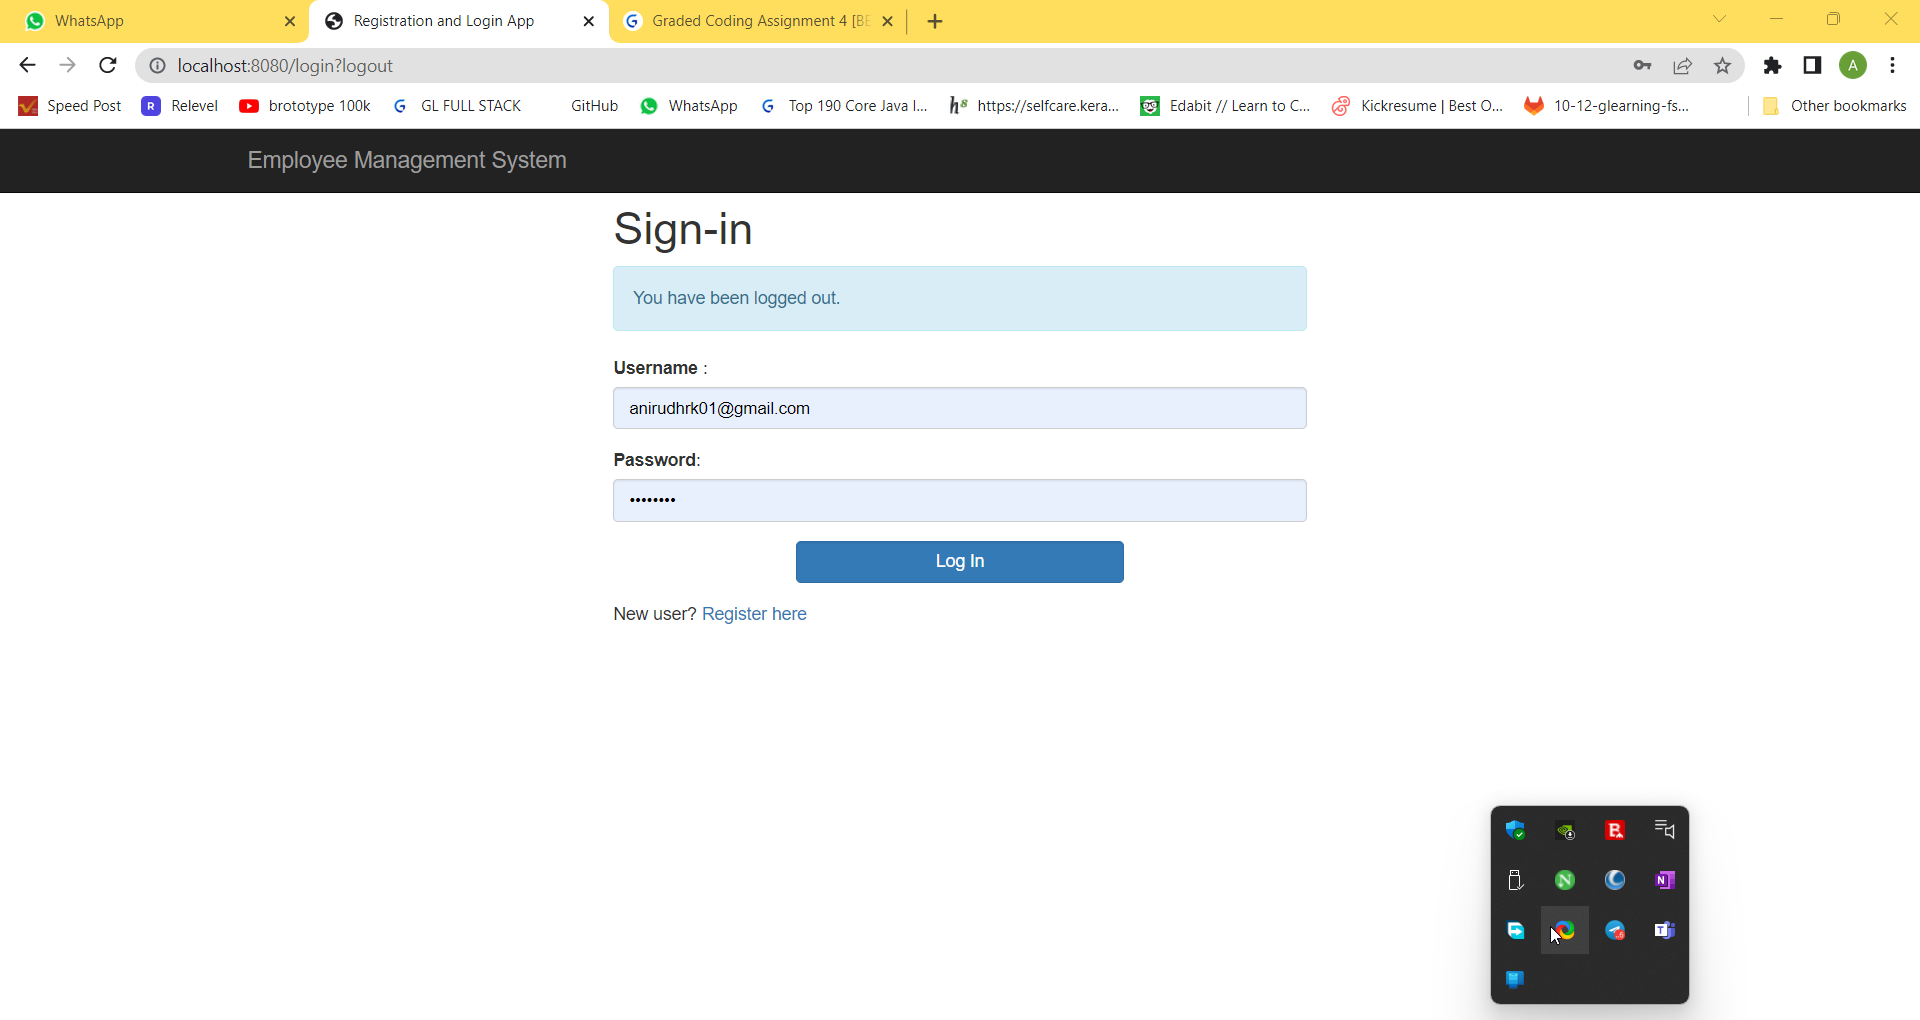 WhatsApp
Registration and Login App
Graded Coding Assignment 4 [BE
localhost:8080/login?logout
A
Speed Post
R Relevel
brototype 100k
G GL FULL STACK
GitHub
WhatsApp
G Top 190 Core Java I...
h8 https://selfcare.kera...
Edabit // Learn to C...
Kickresume | Best O...
10-12-glearning-fs...
Other bookmarks
Employee Management System
Sign-in
You have been logged out.
Username :
anirudhrk01@gmail.com
Password:
••••••••
Log In
New user? Register here